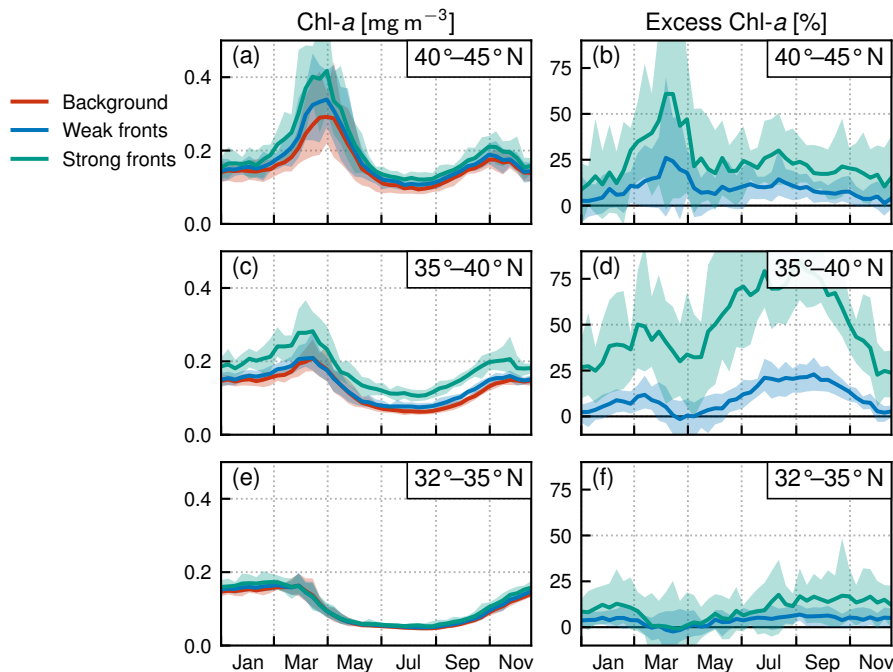 Chl-a [mg m⁻³]
Excess Chl-a [%]
Background
Weak fronts
Strong fronts
(a)
40°–45° N
0.4
0.2
0.0
(b)
40°–45° N
75
50
25
0
(c)
35°–40° N
0.4
0.2
0.0
(d)
35°–40° N
75
50
25
0
(e)
32°–35° N
0.4
0.2
0.0
(f)
32°–35° N
75
50
25
0
Jan Mar May Jul Sep Nov
Jan Mar May Jul Sep Nov